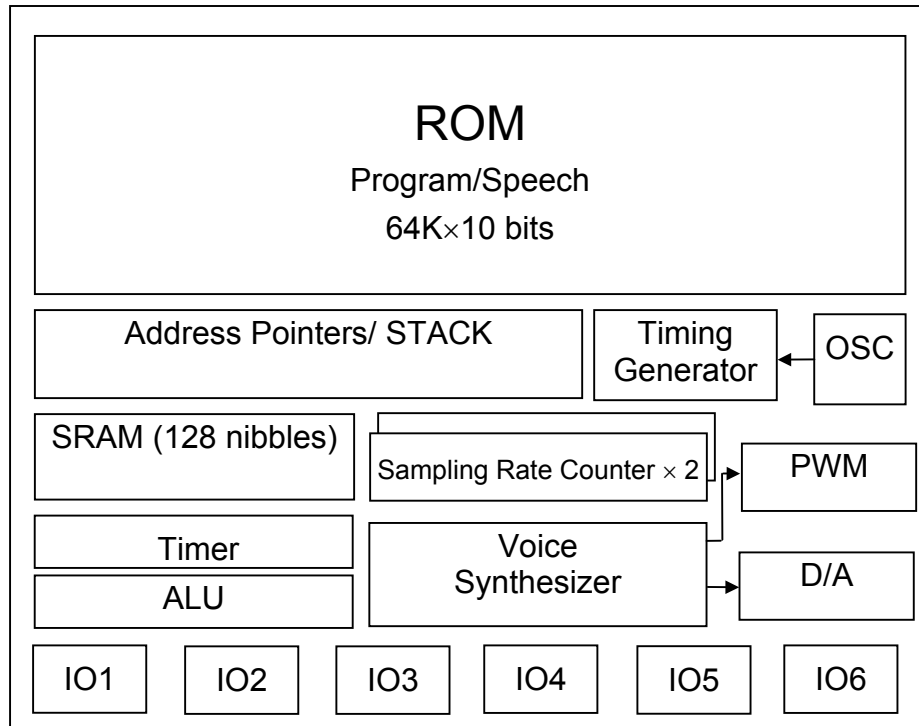 ROM
Program/Speech
64K×10 bits
Address Pointers/ STACK
Timing
Generator
OSC
SRAM (128 nibbles)
Sampling Rate Counter × 2
PWM
Timer
Voice
Synthesizer
D/A
ALU
IO1
IO2
IO3
IO4
IO5
IO6